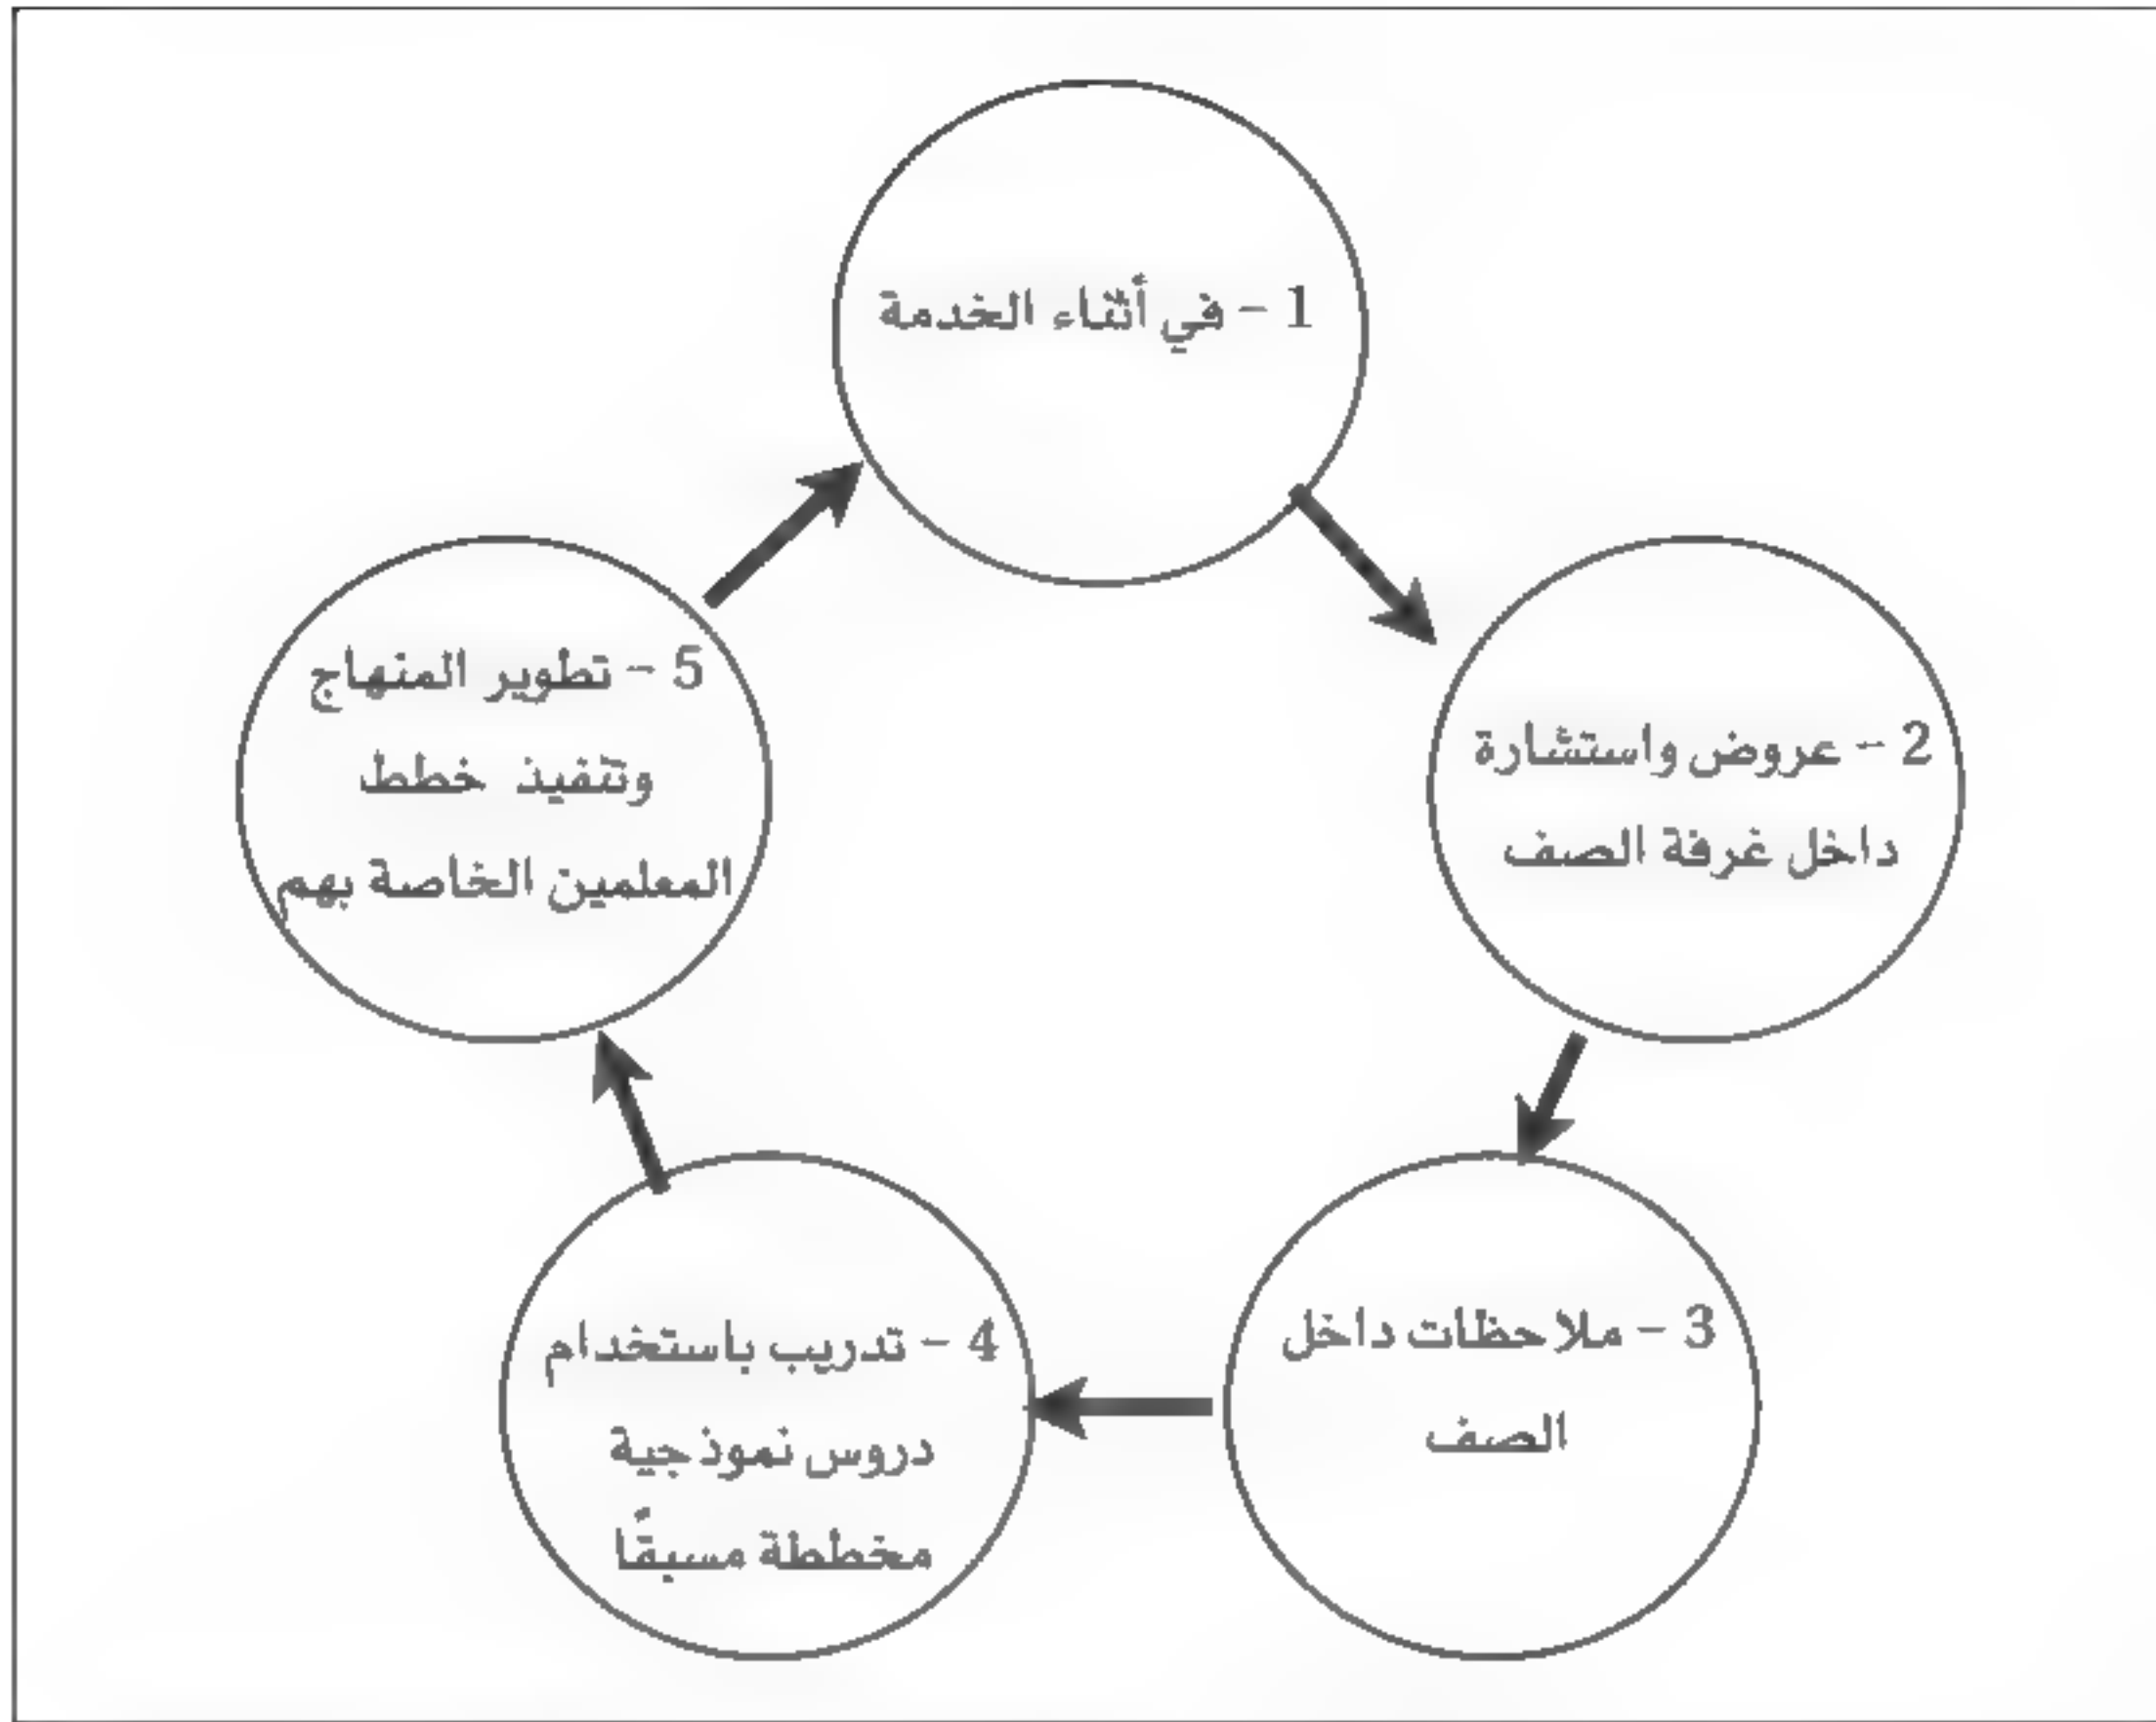 1 - في أثناء الخدمة
2 - عروض واستشارة
داخل غرفة الصف
3 - ملاحظات داخل
الصف
4 - تدريب باستخدام
دروس نموذجية
مخططة مسبقًا
5 - تطوير المنهاج
وتنفيذ خطط
المعلمين الخاصة بهم